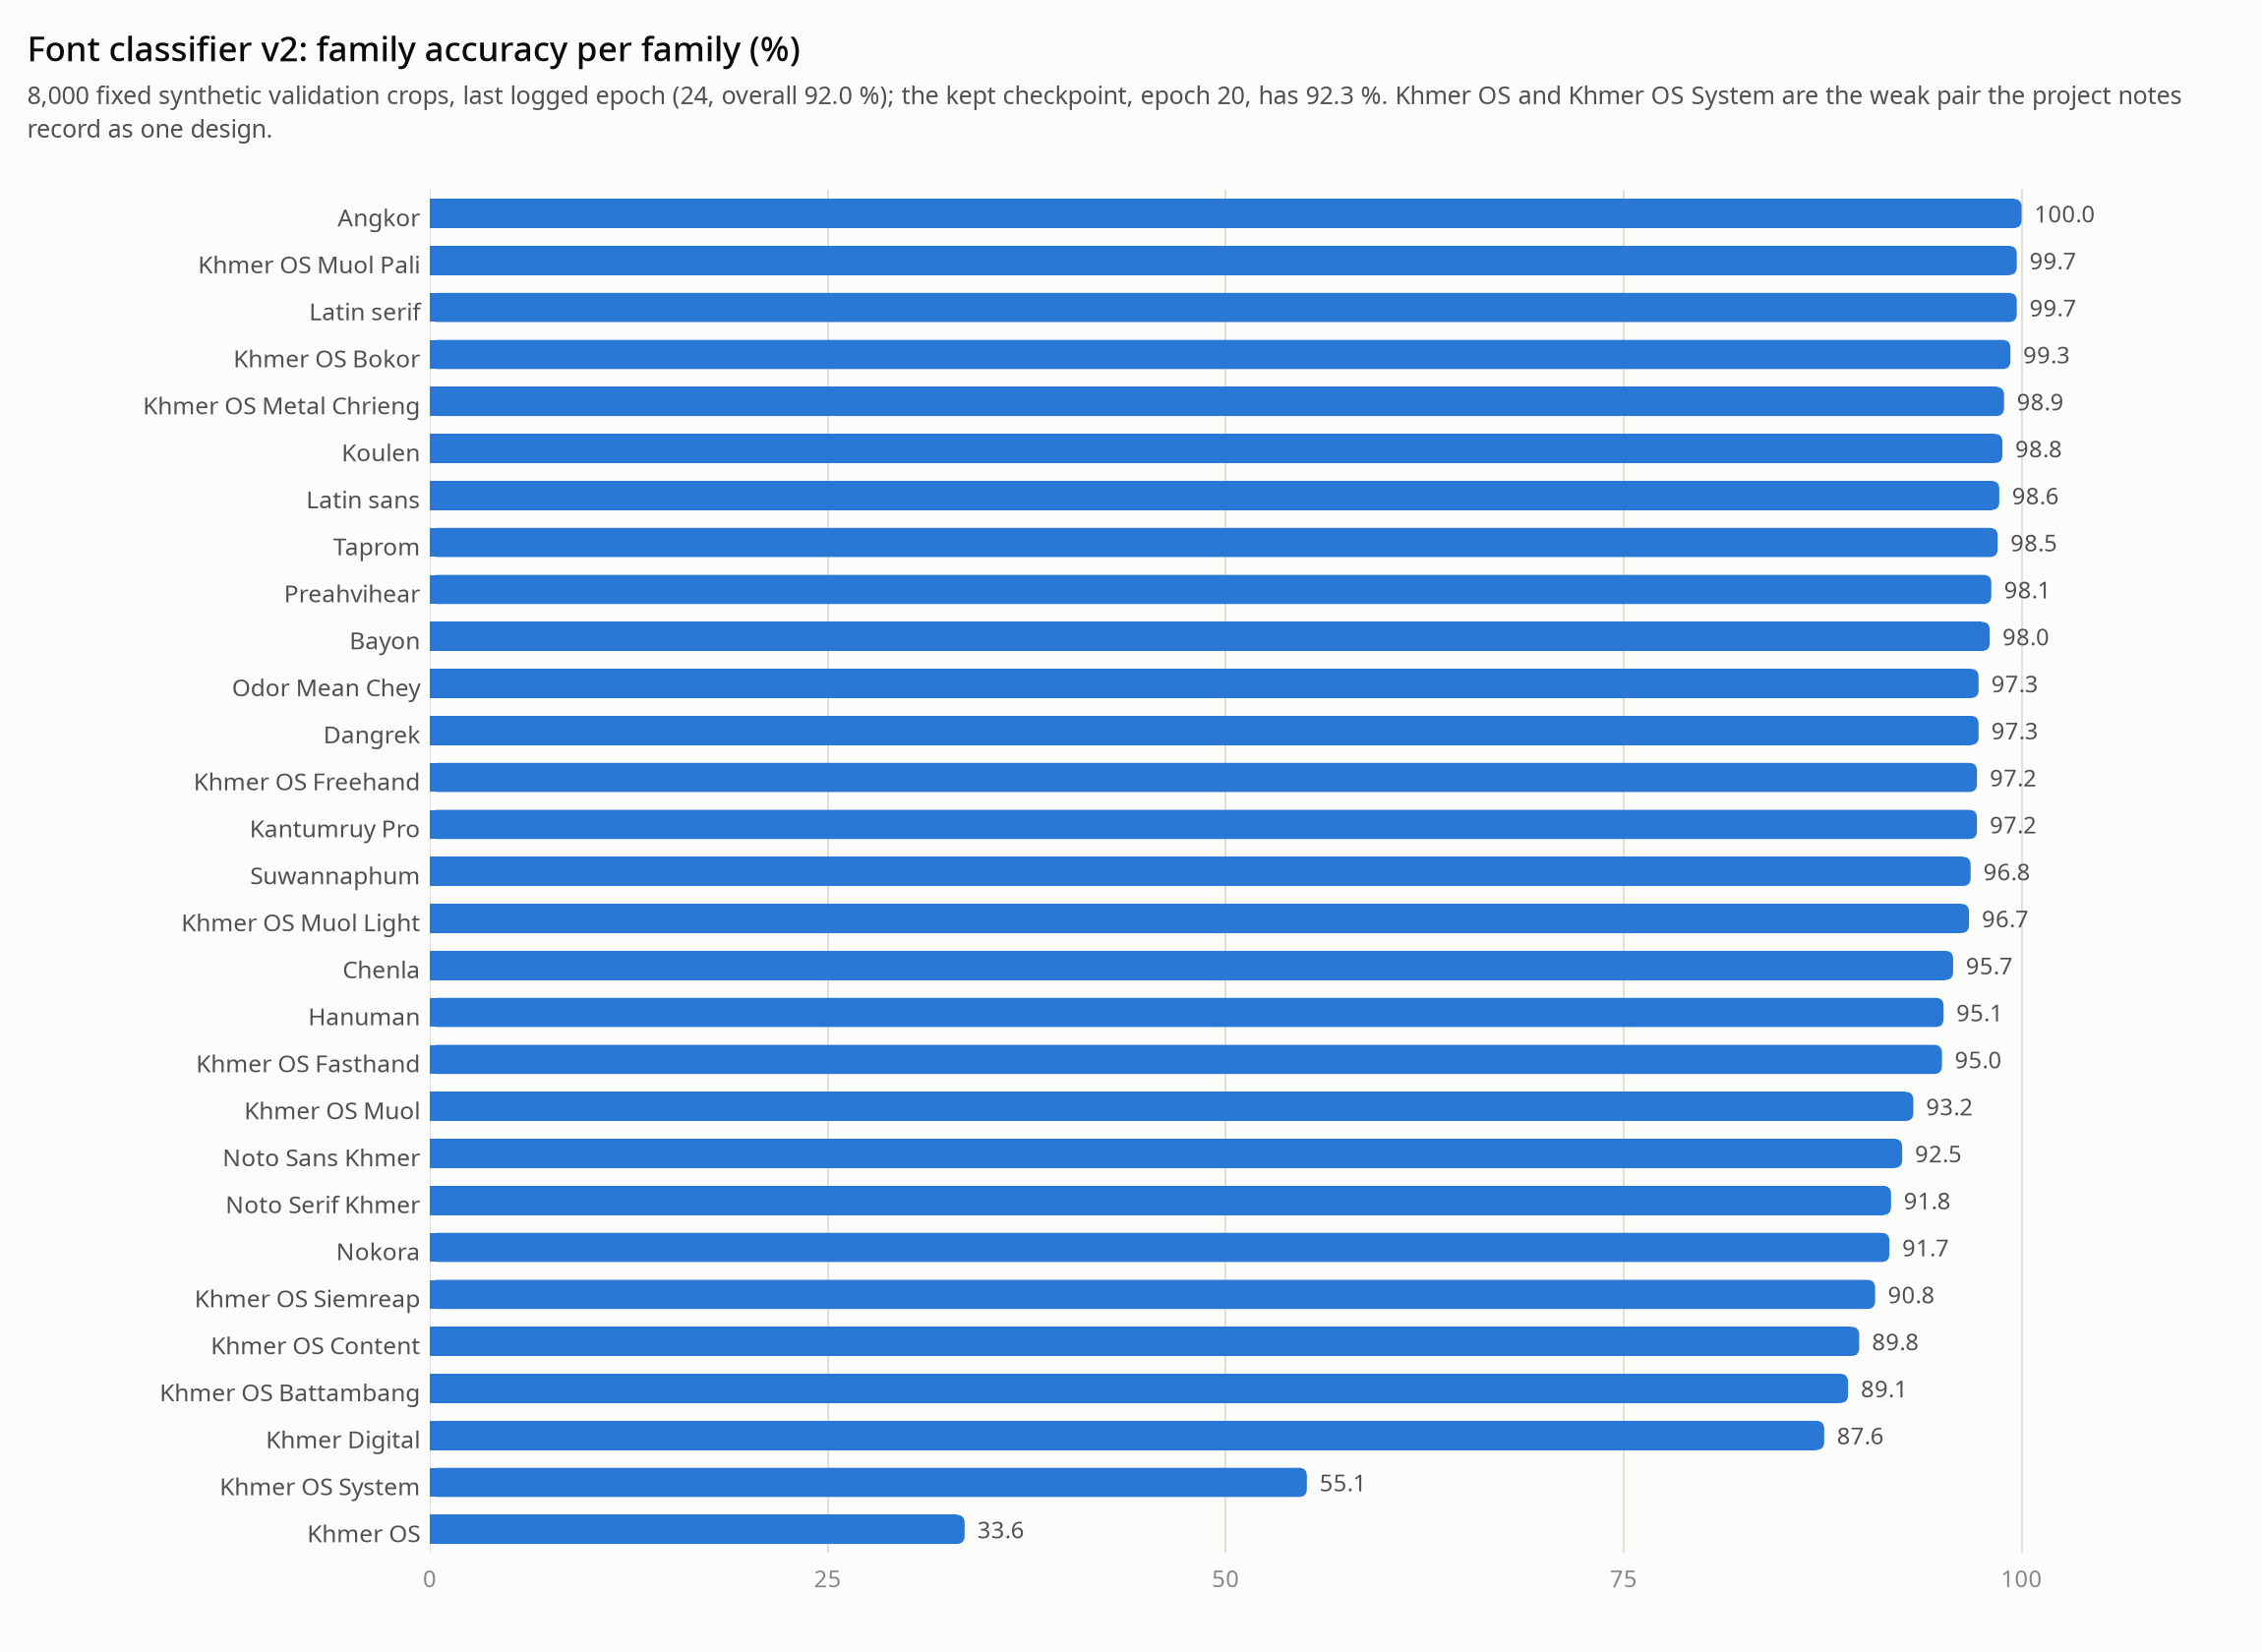 Font classifier v2: family accuracy per family (%)
8,000 fixed synthetic validation crops, last logged epoch (24, overall 92.0 %); the kept checkpoint, epoch 20, has 92.3 %. Khmer OS and Khmer OS System are the weak pair the project notes
record as one design.
Angkor 100.0
Khmer OS Muol Pali 99.7
Latin serif 99.7
Khmer OS Bokor 99.3
Khmer OS Metal Chrieng 98.9
Koulen 98.8
Latin sans 98.6
Taprom 98.5
Preahvihear 98.1
Bayon 98.0
Odor Mean Chey 97.3
Dangrek 97.3
Khmer OS Freehand 97.2
Kantumruy Pro 97.2
Suwannaphum 96.8
Khmer OS Muol Light 96.7
Chenla 95.7
Hanuman 95.1
Khmer OS Fasthand 95.0
Khmer OS Muol 93.2
Noto Sans Khmer 92.5
Noto Serif Khmer 91.8
Nokora 91.7
Khmer OS Siemreap 90.8
Khmer OS Content 89.8
Khmer OS Battambang 89.1
Khmer Digital 87.6
Khmer OS System 55.1
Khmer OS 33.6
0 25 50 75 100